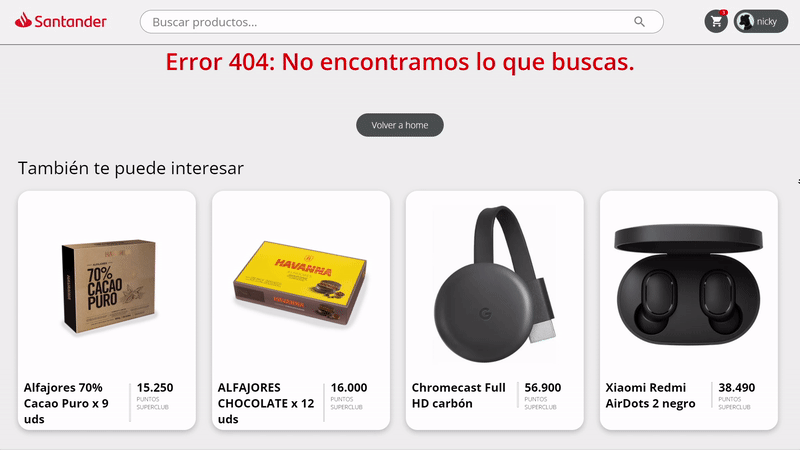 Santander
Buscar productos...
1
nicky
Error 404: No encontramos lo que buscas.
Volver a home
También te puede interesar
70%
CACAO
PURO
HAVANNA
HAVANNA
G
Alfajores 70%
Cacao Puro x 9
uds
15.250
PUNTOS
SUPERCLUB
ALFAJORES
CHOCOLATE x 12
uds
16.000
PUNTOS
SUPERCLUB
Chromecast Full
HD carbón
56.900
PUNTOS
SUPERCLUB
Xiaomi Redmi
AirDots 2 negro
38.490
PUNTOS
SUPERCLUB